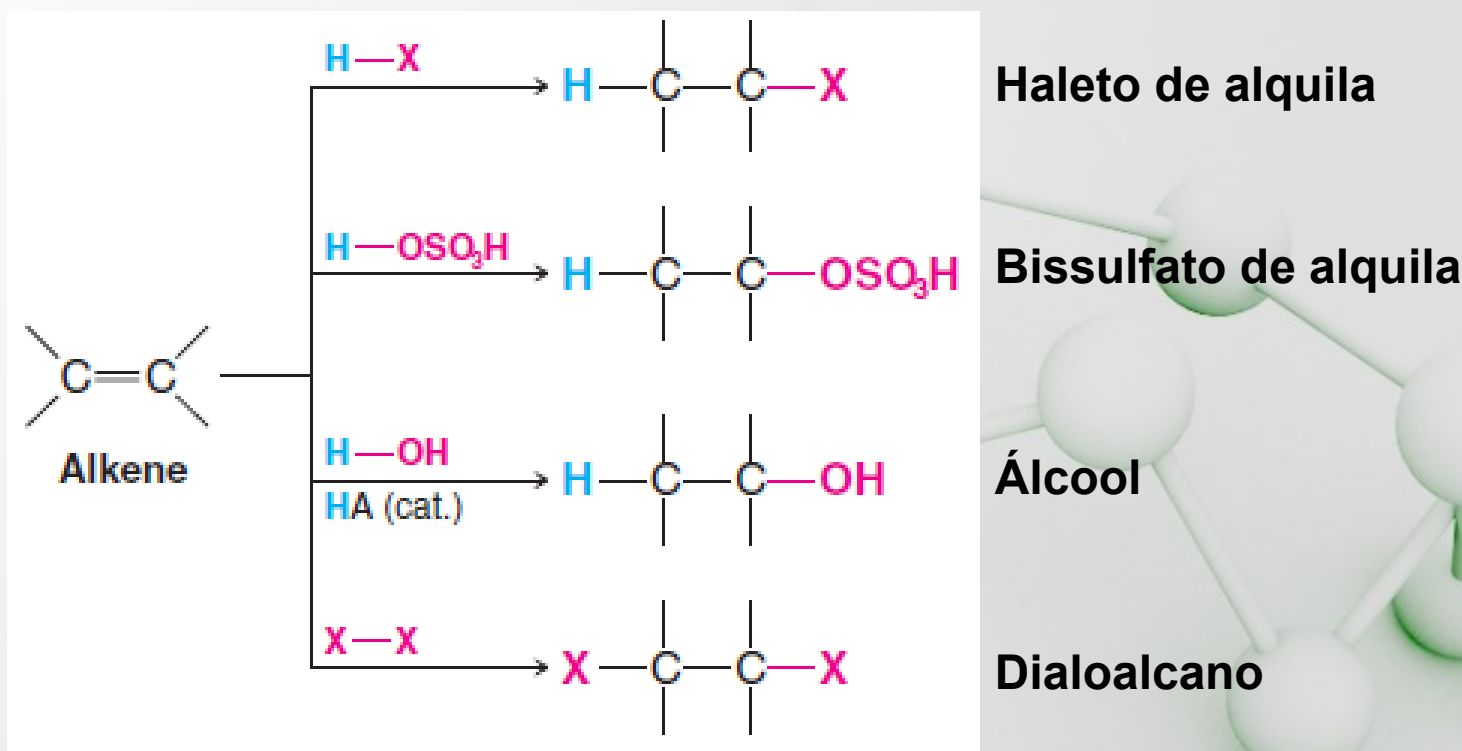 H—X
H—C—C—X
Haleto de alquila
H—OSO₃H
H—C—C—OSO₃H
Bissulfato de alquila
C=C
Alkene
H—OH
HA (cat.)
H—C—C—OH
Álcool
X—X
X—C—C—X
Dialoalcano